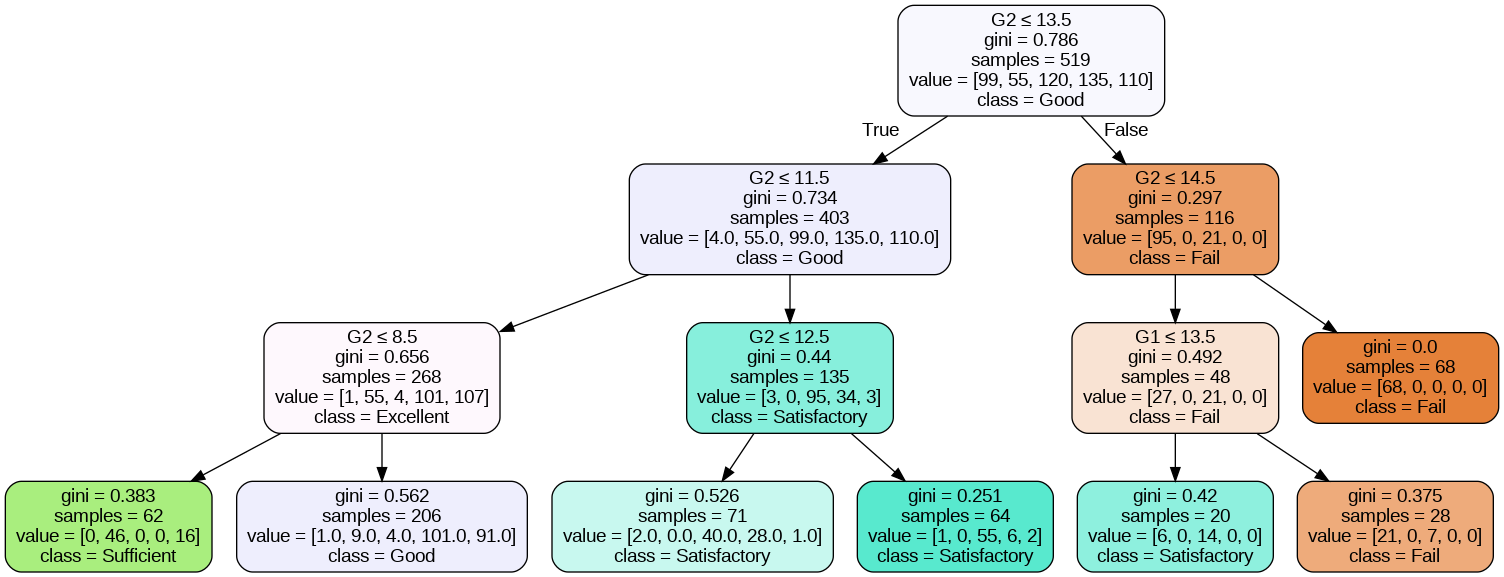 G2 ≤ 13.5
gini = 0.786
samples = 519
value = [99, 55, 120, 135, 110]
class = Good
True
False
G2 ≤ 11.5
gini = 0.734
samples = 403
value = [4.0, 55.0, 99.0, 135.0, 110.0]
class = Good
G2 ≤ 14.5
gini = 0.297
samples = 116
value = [95, 0, 21, 0, 0]
class = Fail
G2 ≤ 8.5
gini = 0.656
samples = 268
value = [1, 55, 4, 101, 107]
class = Excellent
G2 ≤ 12.5
gini = 0.44
samples = 135
value = [3, 0, 95, 34, 3]
class = Satisfactory
G1 ≤ 13.5
gini = 0.492
samples = 48
value = [27, 0, 21, 0, 0]
class = Fail
gini = 0.0
samples = 68
value = [68, 0, 0, 0, 0]
class = Fail
gini = 0.383
samples = 62
value = [0, 46, 0, 0, 16]
class = Sufficient
gini = 0.562
samples = 206
value = [1.0, 9.0, 4.0, 101.0, 91.0]
class = Good
gini = 0.526
samples = 71
value = [2.0, 0.0, 40.0, 28.0, 1.0]
class = Satisfactory
gini = 0.251
samples = 64
value = [1, 0, 55, 6, 2]
class = Satisfactory
gini = 0.42
samples = 20
value = [6, 0, 14, 0, 0]
class = Satisfactory
gini = 0.375
samples = 28
value = [21, 0, 7, 0, 0]
class = Fail